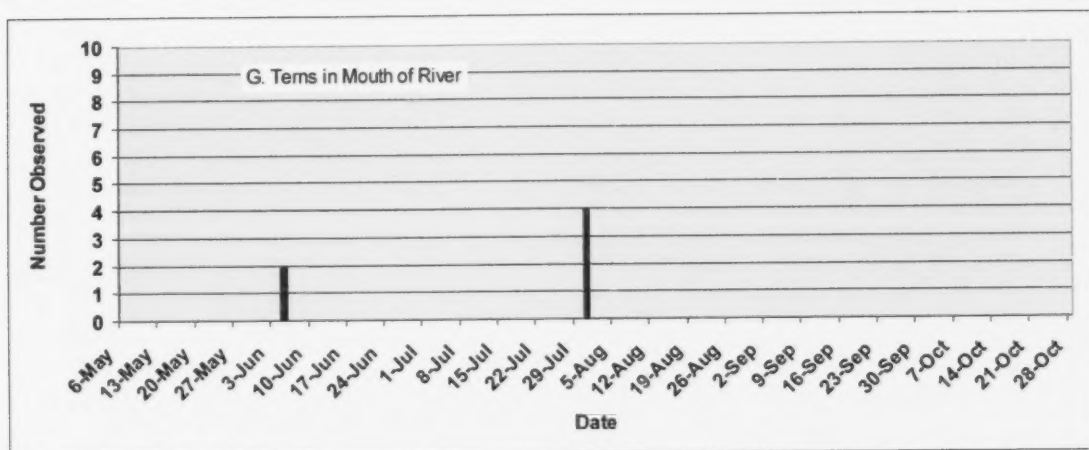 G. Terns in Mouth of River
Number Observed
10
9
8
7
6
5
4
3
2
1
0
6-May
13-May
20-May
27-May
3-Jun
10-Jun
17-Jun
24-Jun
1-Jul
8-Jul
15-Jul
22-Jul
29-Jul
5-Aug
12-Aug
19-Aug
26-Aug
2-Sep
9-Sep
16-Sep
23-Sep
30-Sep
7-Oct
14-Oct
21-Oct
28-Oct
Date